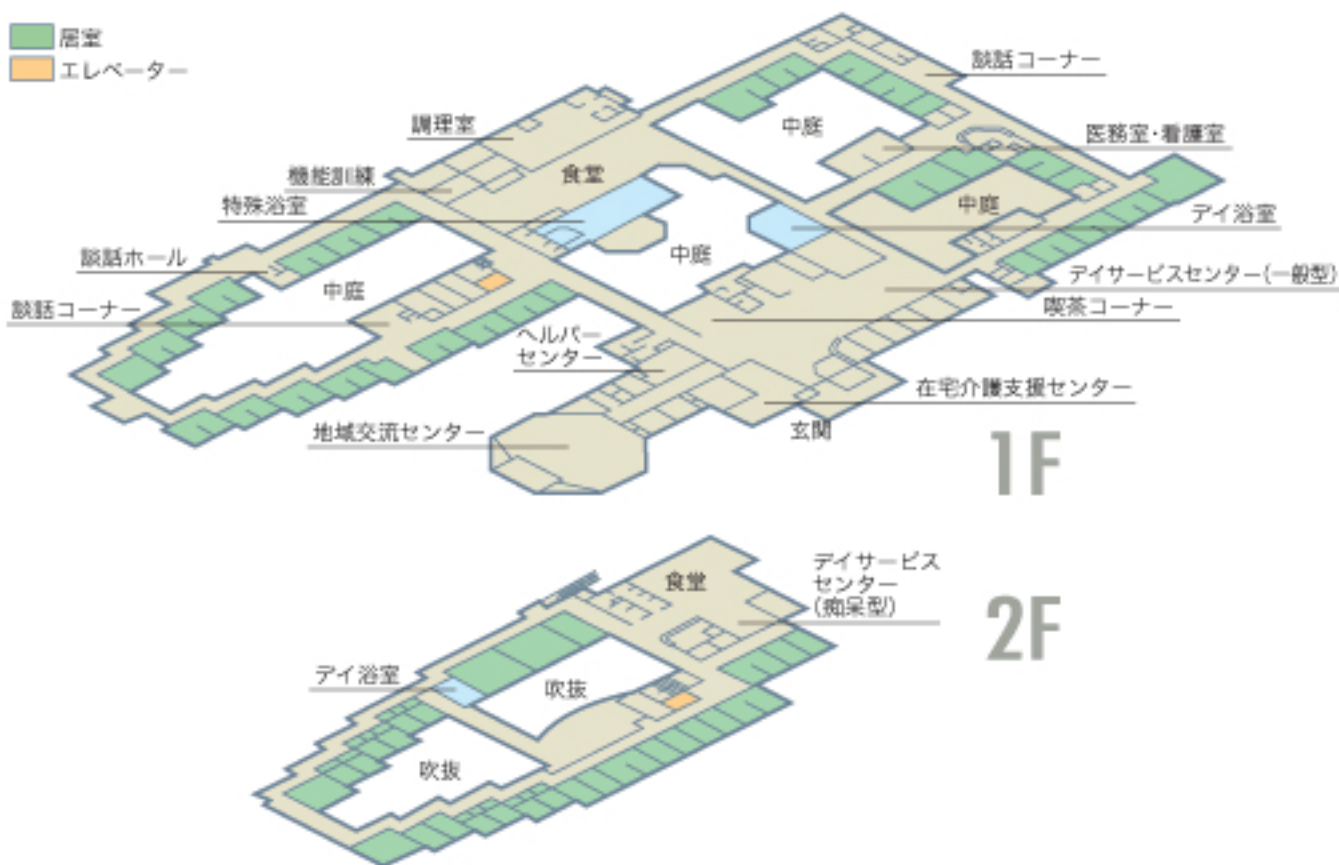 居室
エレベーター
談話コーナー
調理室
中庭
医務室・看護室
機能訓練
食堂
特殊浴室
中庭
デイ浴室
談話ホール
中庭
中庭
デイサービスセンター(一般型)
談話コーナー
喫茶コーナー
ヘルパー
センター
在宅介護支援センター
地域交流センター
玄関
1F
デイサービス
センター
(痴呆型)
食堂
2F
デイ浴室
吹抜
吹抜